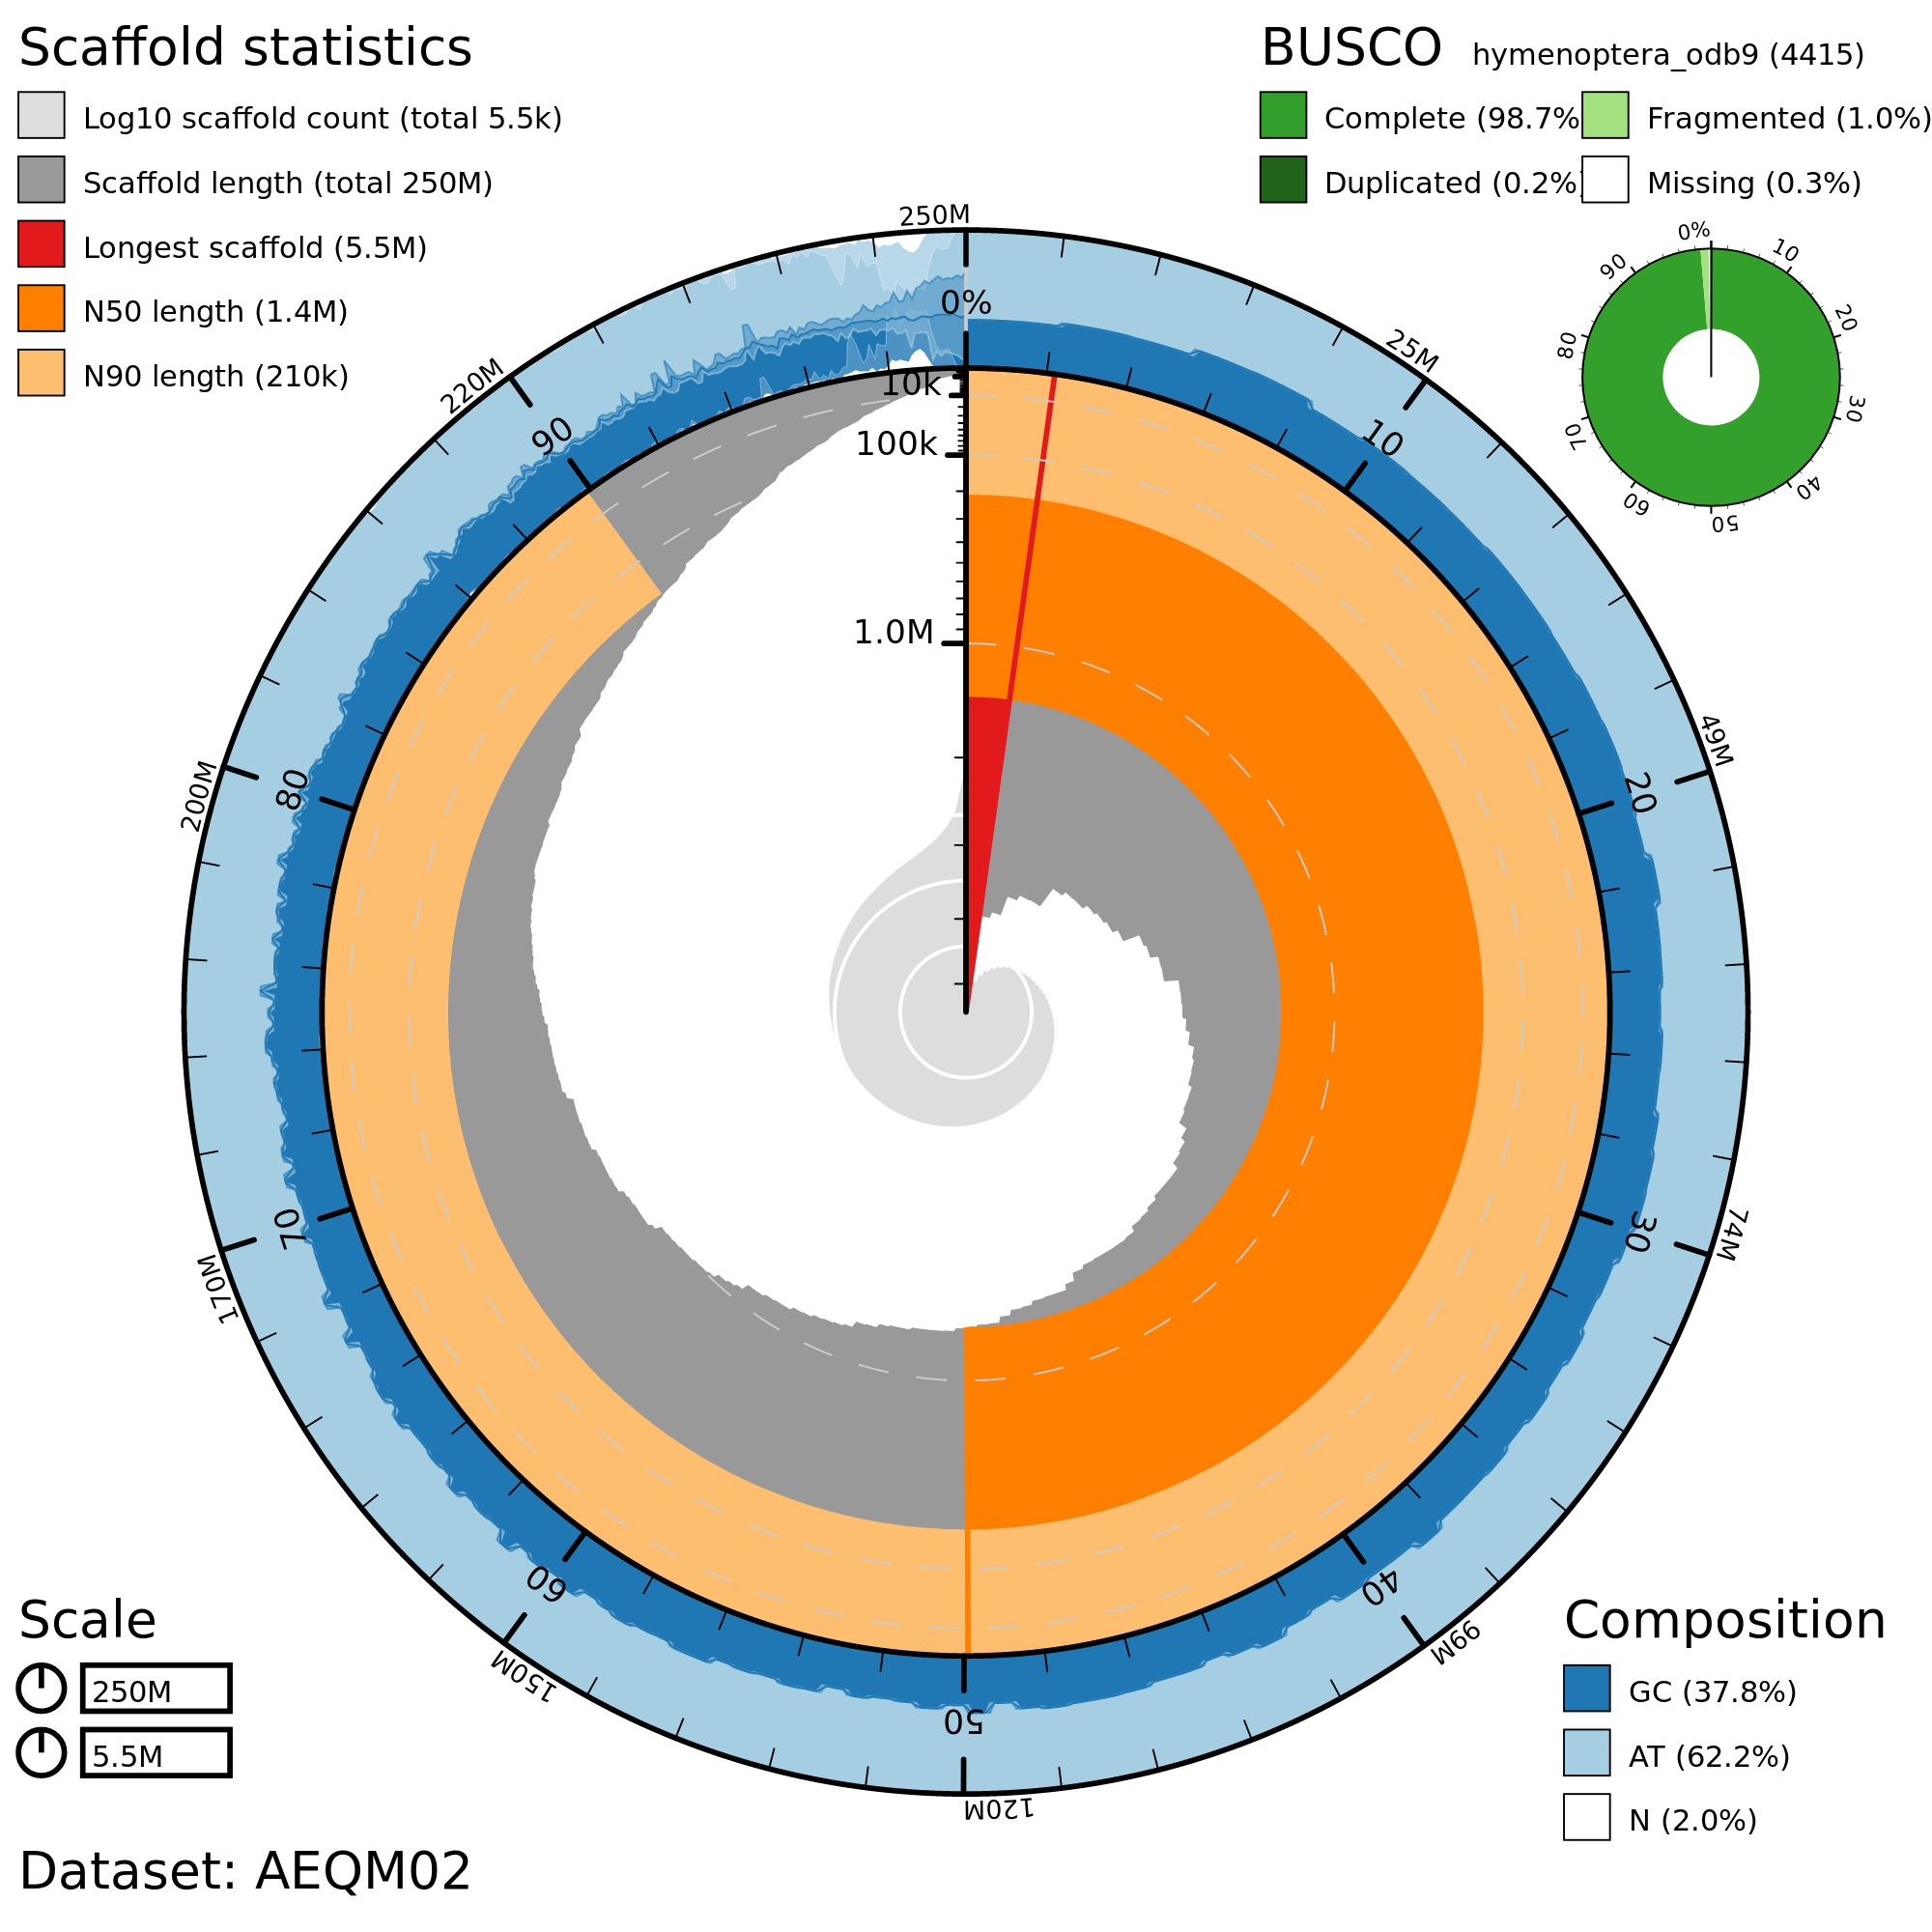 Scaffold statistics
Log10 scaffold count (total 5.5k)
Scaffold length (total 250M)
Longest scaffold (5.5M)
N50 length (1.4M)
N90 length (210k)
BUSCO hymenoptera_odb9 (4415)
Complete (98.7%
Fragmented (1.0%)
Duplicated (0.2%)
Missing (0.3%)
0%
10
20
30
40
50
60
70
80
90
250M
25M
49M
74M
99M
120M
150M
170M
200M
220M
0%
10
20
30
40
50
60
70
80
90
10k
100k
1.0M
Scale
250M
5.5M
Composition
GC (37.8%)
AT (62.2%)
N (2.0%)
Dataset: AEQM02